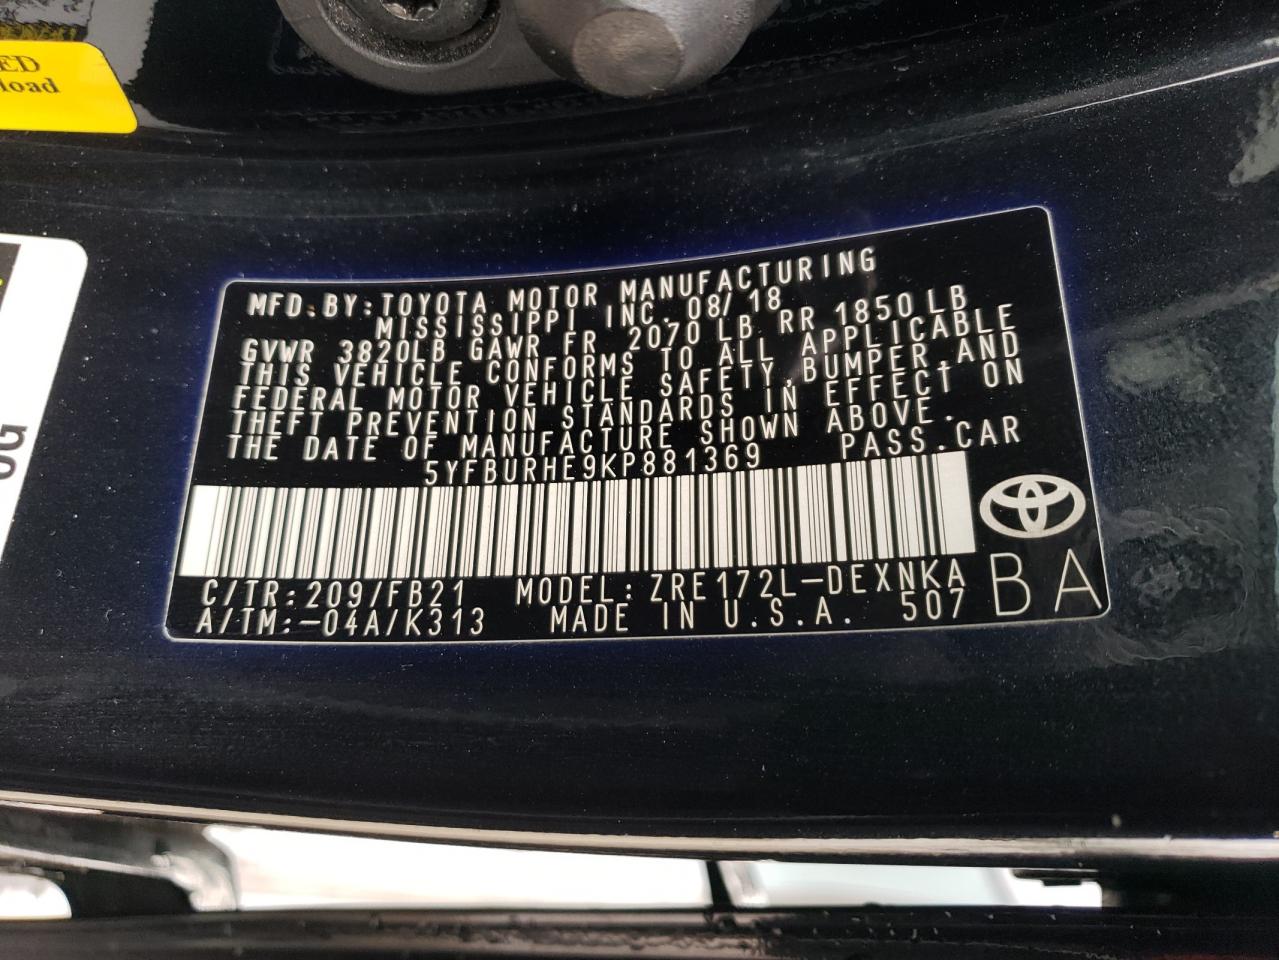 ED
load
MFD.BY:TOYOTA MOTOR MANUFACTURING
MISSISSIPPI INC. 08/18
GVWR 3820LB GAWR FR 2070 LB RR 1850 LB
THIS VEHICLE CONFORMS TO ALL APPLICABLE
FEDERAL MOTOR VEHICLE SAFETY,BUMPER,AND
THEFT PREVENTION STANDARDS IN EFFECT ON
THE DATE OF MANUFACTURE SHOWN ABOVE.
5YFBURHE9KP881369 PASS.CAR
C/TR:209/FB21 MODEL:ZRE172L-DEXNKA
A/TM:-04A/K313 MADE IN U.S.A. 507
BA